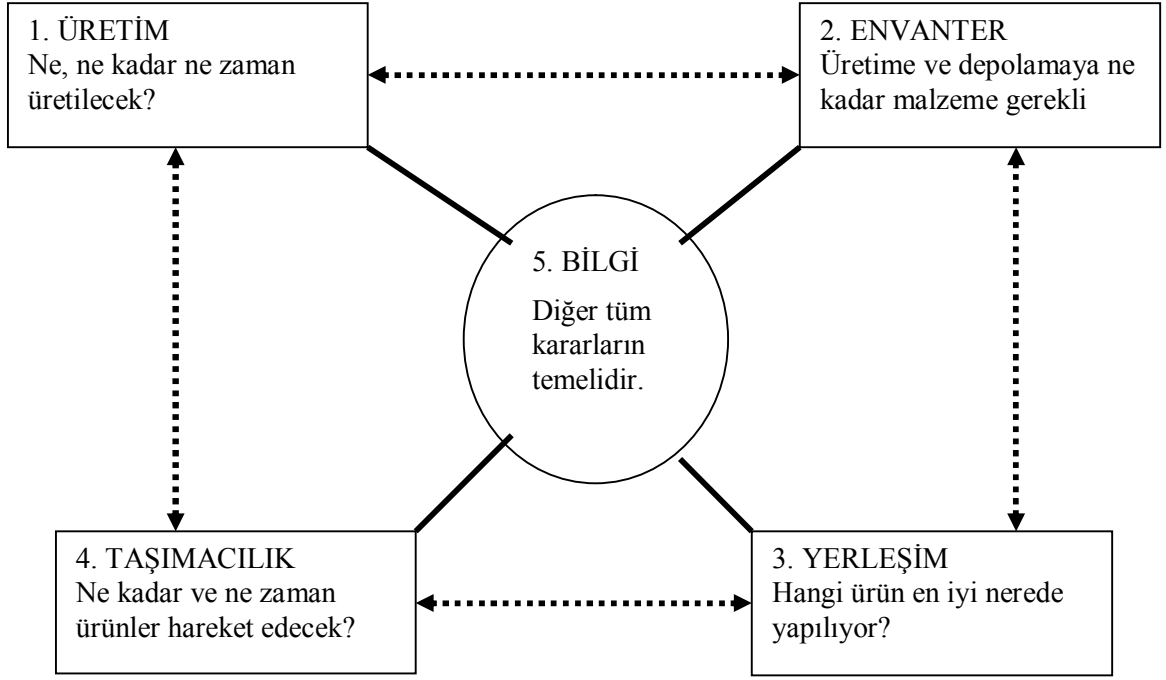 1. ÜRETİM
Ne, ne kadar ne zaman
üretilecek?
2. ENVANTER
Üretime ve depolamaya ne
kadar malzeme gerekli
5. BİLGİ
Diğer tüm
kararların
temelidir.
4. TAŞIMACILIK
Ne kadar ve ne zaman
ürünler hareket edecek?
3. YERLEŞİM
Hangi ürün en iyi nerede
yapılıyor?